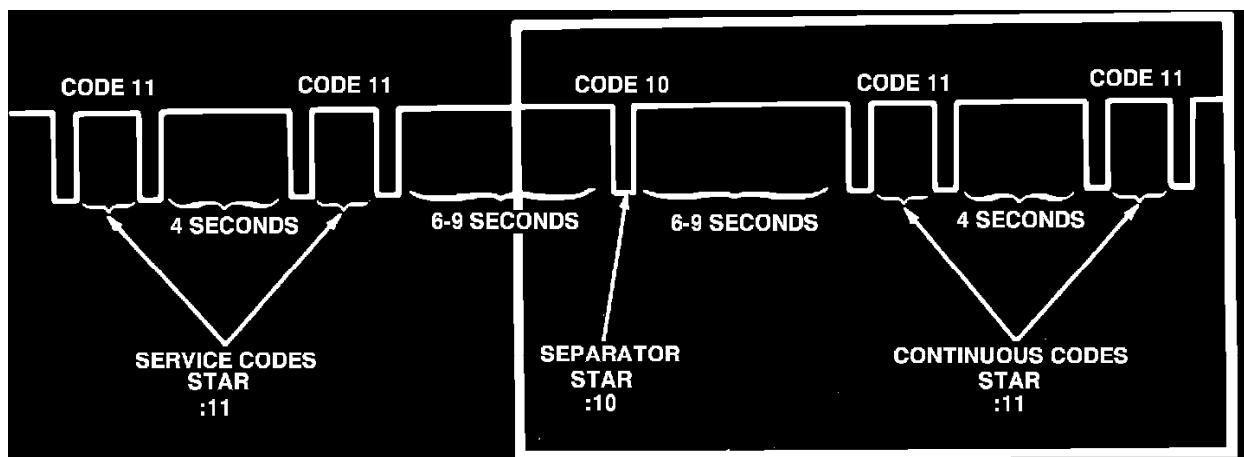 CODE 11
CODE 11
CODE 10
CODE 11
CODE 11
4 SECONDS
6-9 SECONDS
6-9 SECONDS
4 SECONDS
SERVICE CODES
STAR
:11
SEPARATOR
STAR
:10
CONTINUOUS CODES
STAR
:11